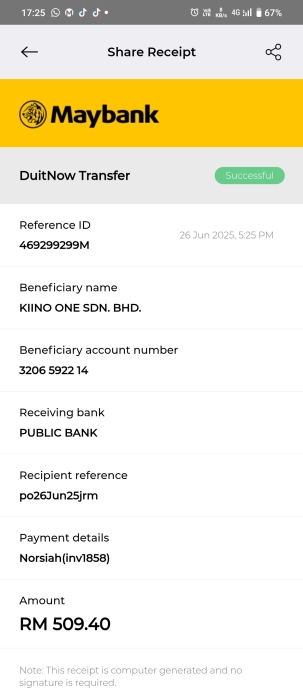 17:25
4G 67%
Share Receipt
Maybank
DuitNow Transfer
Successful
Reference ID
469299299M
26 Jun 2025, 5:25 PM
Beneficiary name
KIINO ONE SDN. BHD.
Beneficiary account number
3206 5922 14
Receiving bank
PUBLIC BANK
Recipient reference
po26Jun25jrm
Payment details
Norsiah(inv1858)
Amount
RM 509.40
Note: This receipt is computer generated and no
signature is required.